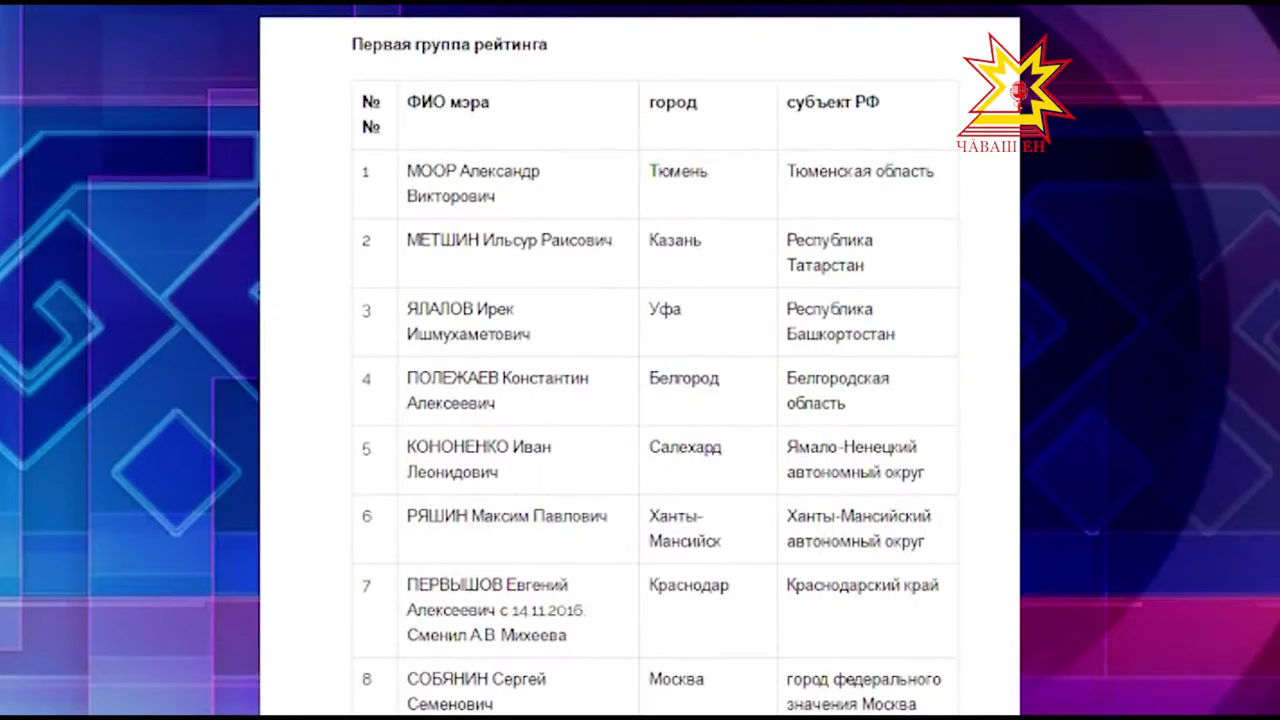 Первая группа рейтинга
№ ФИО мэра город субъект РФ
№
1 МООР Александр Тюмень Тюменская область
Викторович
2 МЕТШИН Ильсур Раисович Казань Республика
Татарстан
3 ЯЛАЛОВ Ирек Уфа Республика
Ишмухаметович Башкортостан
4 ПОЛЕЖАЕВ Константин Белгород Белгородская
Алексеевич область
5 КОНОНЕНКО Иван Салехард Ямало-Ненецкий
Леонидович автономный округ
6 РЯШИН Максим Павлович Ханты- Ханты-Мансийский
Мансийск автономный округ
7 ПЕРВЫШОВ Евгений Краснодар Краснодарский край
Алексеевич с 14.11.2016.
Сменил А.В. Михеева
8 СОБЯНИН Сергей Москва город федерального
Семенович значения Москва
ЧӐВАШ ЕН